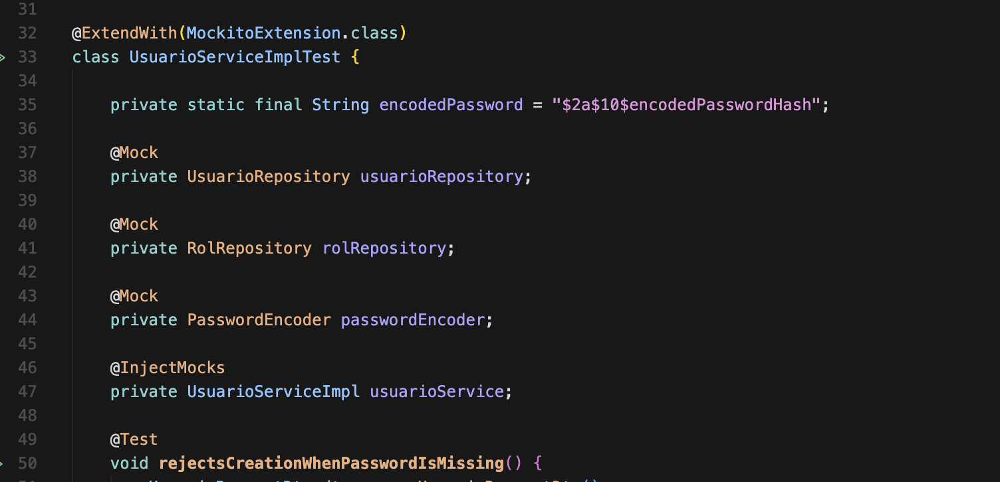 31
32 @ExtendWith(MockitoExtension.class)
33 class UsuarioServiceImplTest {
34
35 private static final String encodedPassword = "$2a$10$encodedPasswordHash";
36
37 @Mock
38 private UsuarioRepository usuarioRepository;
39
40 @Mock
41 private RolRepository rolRepository;
42
43 @Mock
44 private PasswordEncoder passwordEncoder;
45
46 @InjectMocks
47 private UsuarioServiceImpl usuarioService;
48
49 @Test
50 void rejectsCreationWhenPasswordIsMissing() {